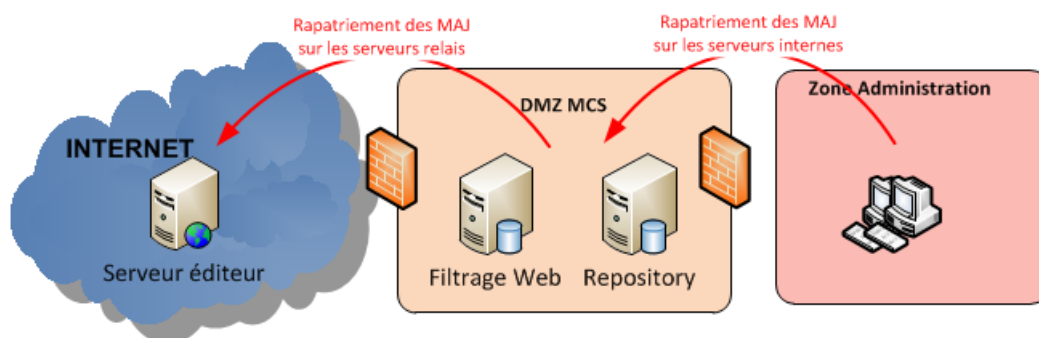 Rapatriement des MAJ
sur les serveurs relais
Rapatriement des MAJ
sur les serveurs internes
INTERNET
Serveur éditeur
DMZ MCS
Filtrage Web
Repository
Zone Administration